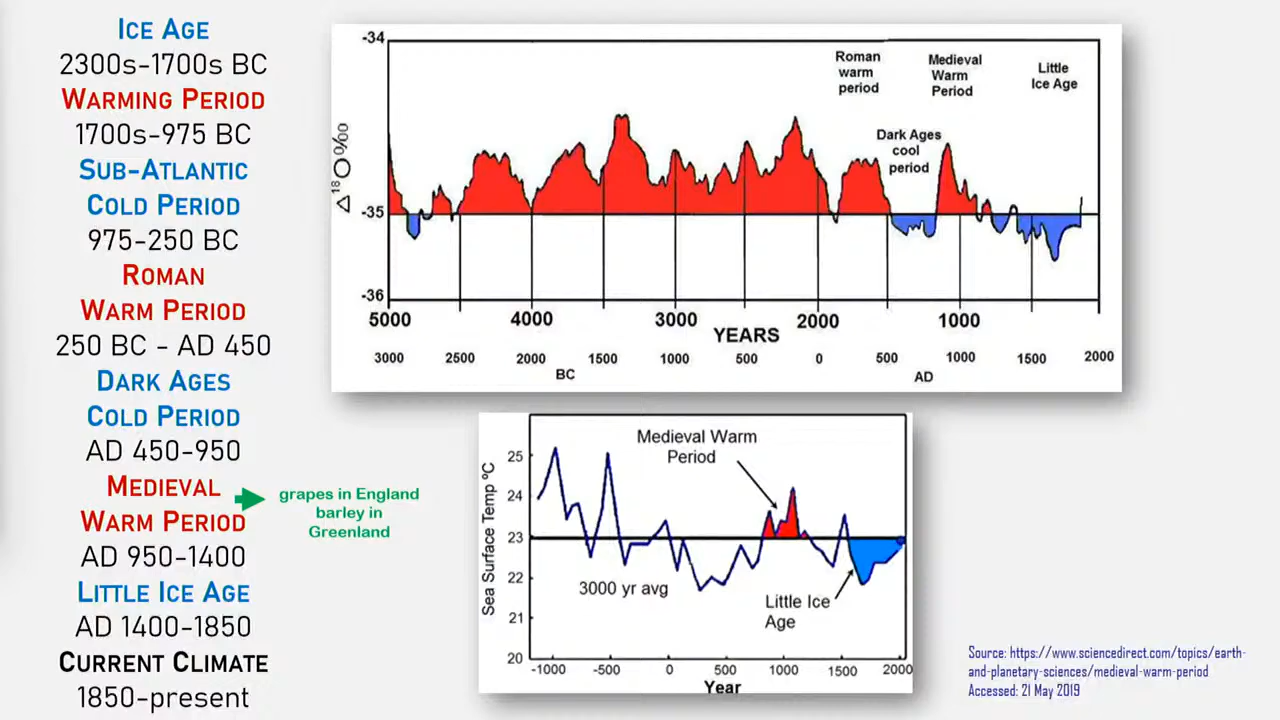 ICE AGE
2300s-1700s BC
WARMING PERIOD
1700s-975 BC
SUB-ATLANTIC
COLD PERIOD
975-250 BC
ROMAN
WARM PERIOD
250 BC - AD 450
DARK AGES
COLD PERIOD
AD 450-950
MEDIEVAL
WARM PERIOD
AD 950-1400
LITTLE ICE AGE
AD 1400-1850
CURRENT CLIMATE
1850-present
grapes in England
barley in
Greenland
-34
-35
-36
Δ¹⁸O‰
Roman
warm
period
Medieval
Warm
Period
Little
Ice Age
Dark Ages
cool
period
5000 4000 3000 2000 1000
YEARS
3000 2500 2000 1500 1000 500 0 500 1000 1500 2000
BC AD
Medieval Warm
Period
Sea Surface Temp ºC
25
24
23
22
21
20
3000 yr avg
Little Ice
Age
-1000 -500 0 500 1000 1500 2000
Year
Source: https://www.sciencedirect.com/topics/earth-
and-planetary-sciences/medieval-warm-period
Accessed: 21 May 2019